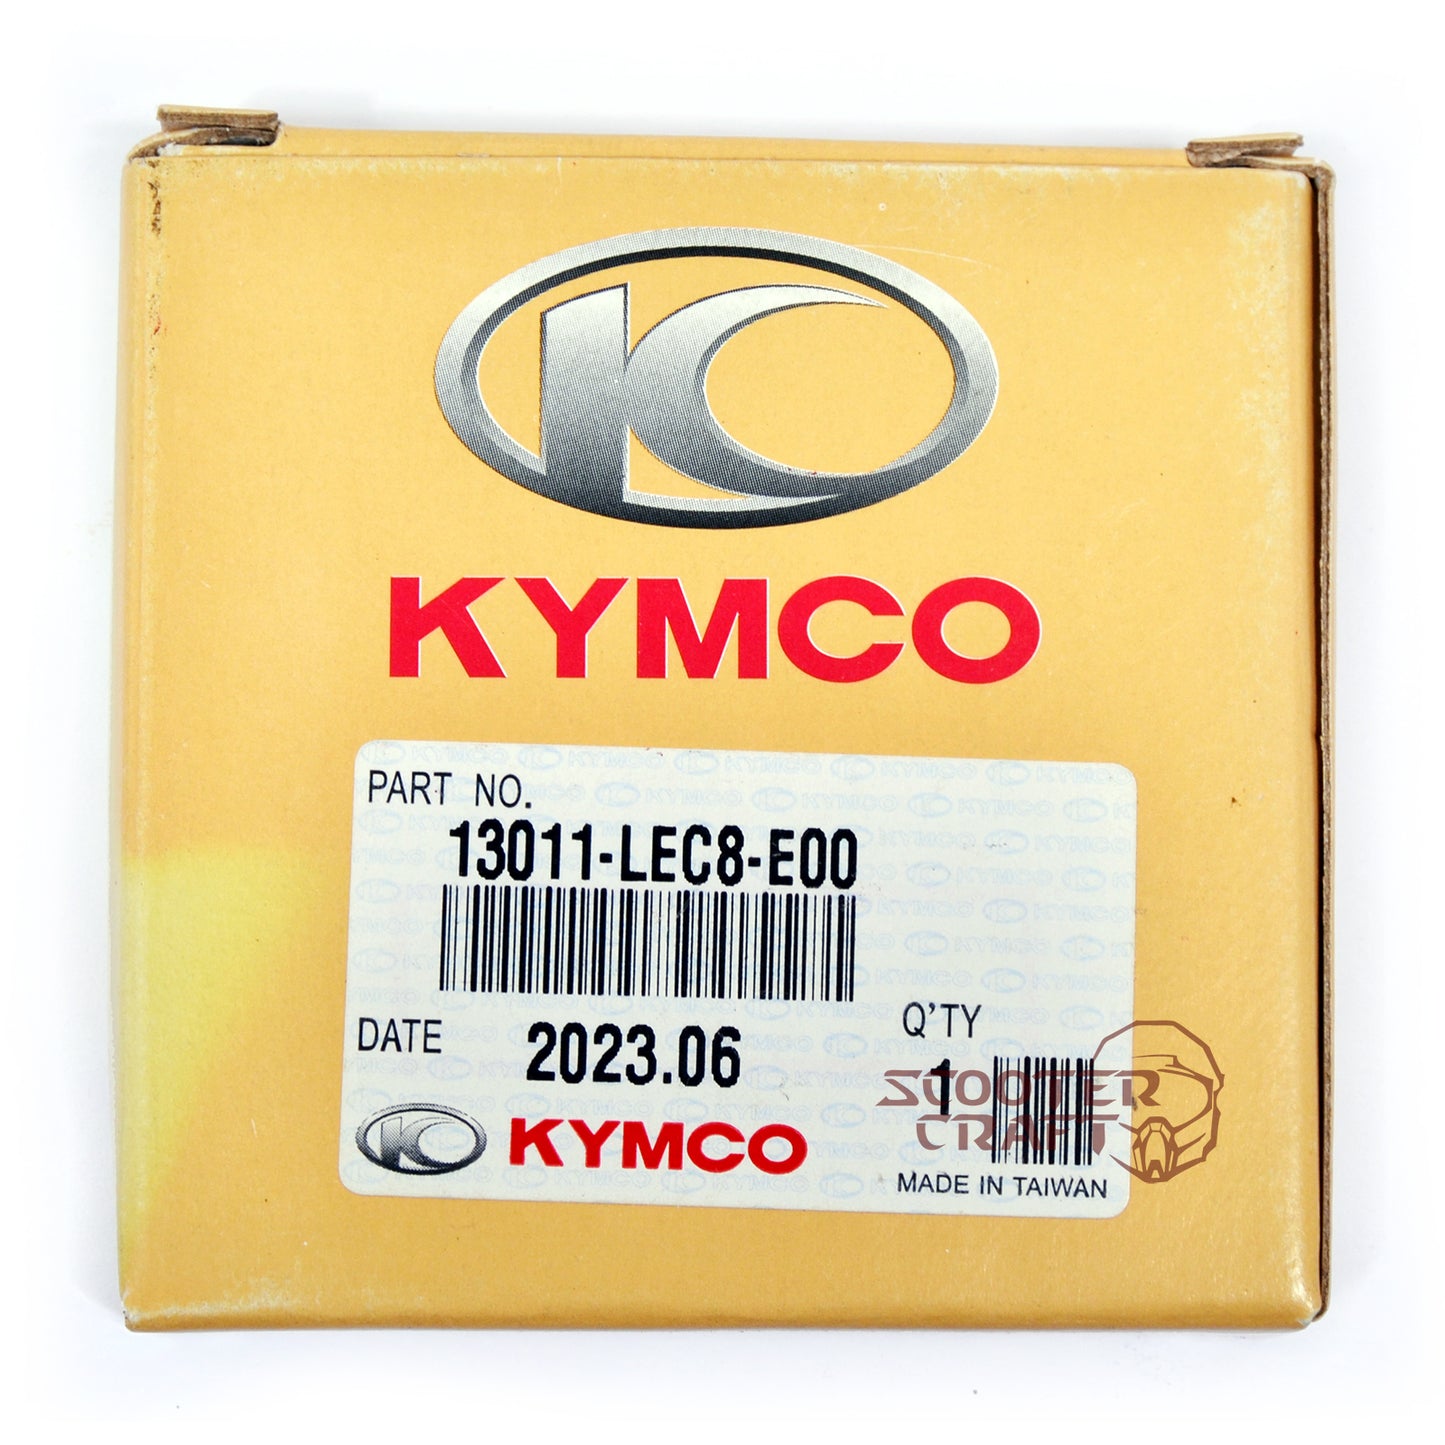 KYMCO
PART NO.
13011-LEC8-E00
DATE 2023.06
Q'TY
1
KYMCO
MADE IN TAIWAN
SCOOTER
CRAFT